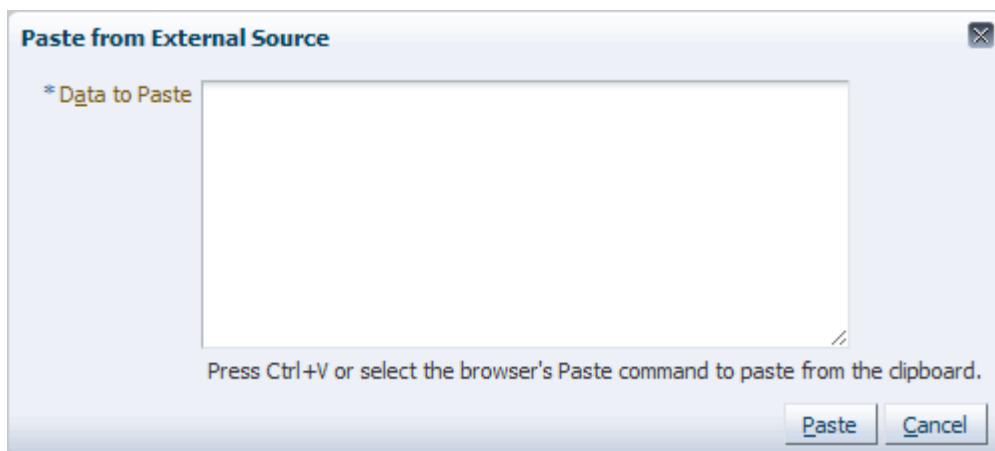 Paste from External Source
*Data to Paste
Press Ctrl+V or select the browser's Paste command to paste from the clipboard.
Paste Cancel